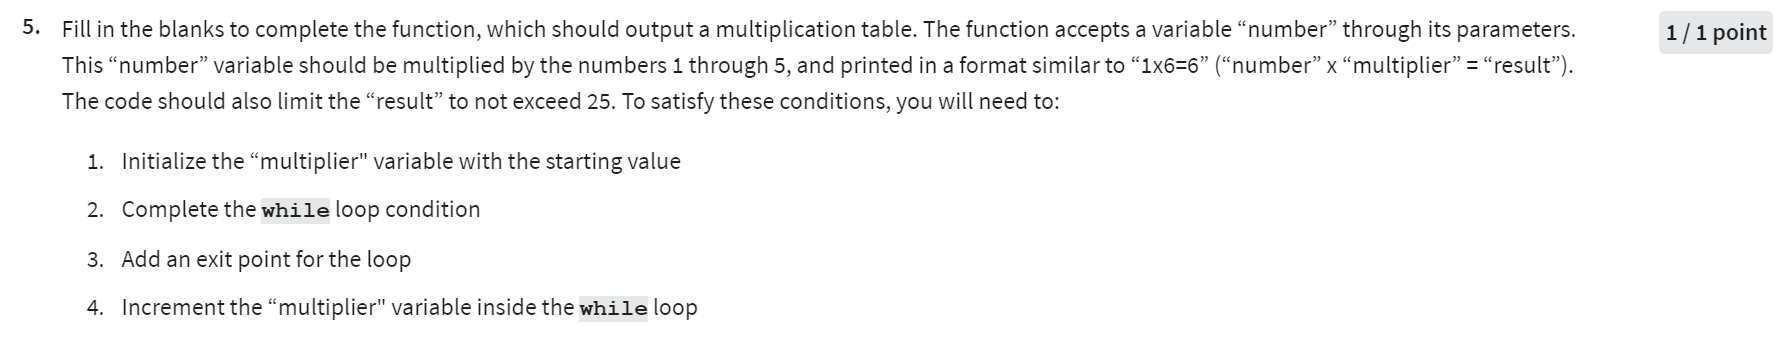 5. Fill in the blanks to complete the function, which should output a multiplication table. The function accepts a variable “number” through its parameters. 1 / 1 point
This “number” variable should be multiplied by the numbers 1 through 5, and printed in a format similar to “1x6=6” (“number” x “multiplier” = “result”).
The code should also limit the “result” to not exceed 25. To satisfy these conditions, you will need to:
1. Initialize the “multiplier" variable with the starting value
2. Complete the while loop condition
3. Add an exit point for the loop
4. Increment the “multiplier" variable inside the while loop